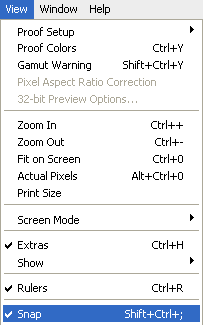 View Window Help
Proof Setup
Proof Colors Ctrl+Y
Gamut Warning Shift+Ctrl+Y
Pixel Aspect Ratio Correction
32-bit Preview Options...
Zoom In Ctrl++
Zoom Out Ctrl+-
Fit on Screen Ctrl+0
Actual Pixels Alt+Ctrl+0
Print Size
Screen Mode
Extras Ctrl+H
Show
Rulers Ctrl+R
Snap Shift+Ctrl+;